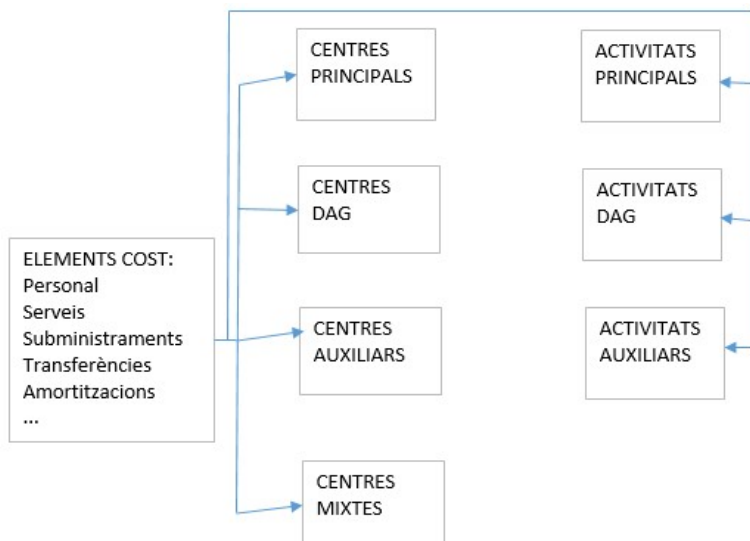 CENTRES
PRINCIPALS
ACTIVITATS
PRINCIPALS
CENTRES
DAG
ACTIVITATS
DAG
ELEMENTS COST:
Personal
Serveis
Subministraments
Transferències
Amortitzacions
...
CENTRES
AUXILIARS
ACTIVITATS
AUXILIARS
CENTRES
MIXTES